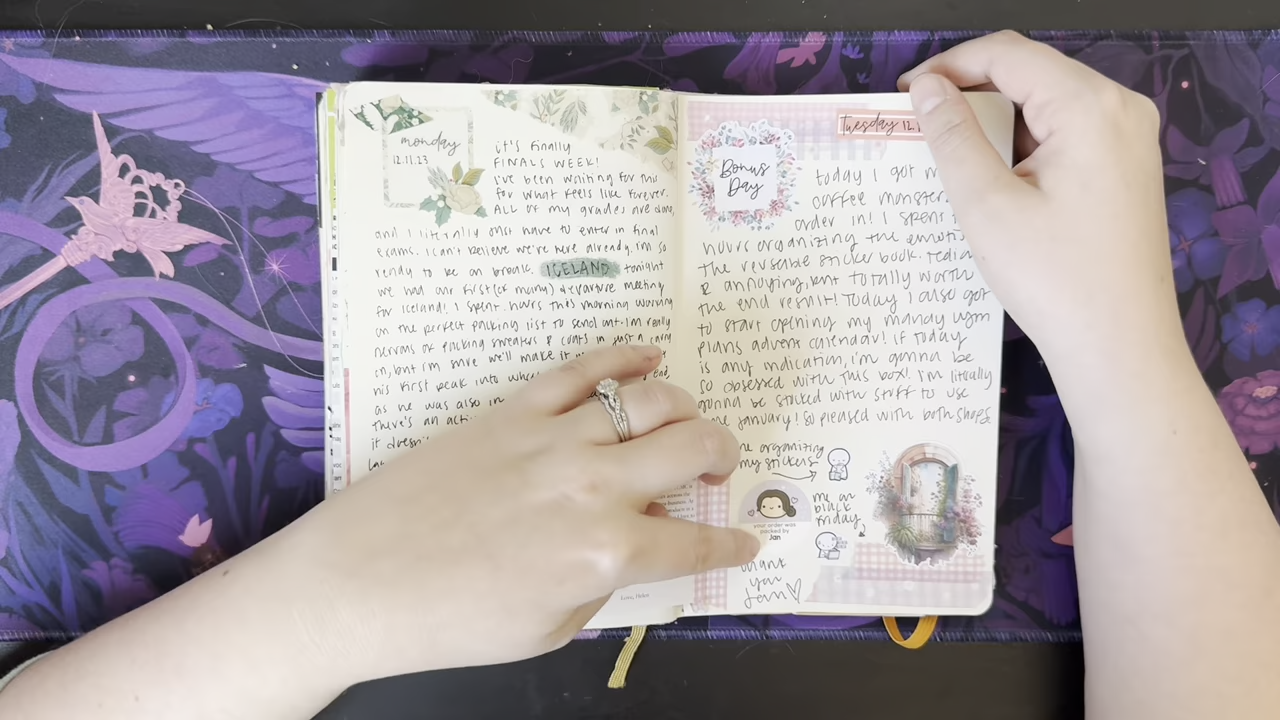 monday
12.11.23
it's finally
FINALS WEEK!
I've been waiting for this
for what feels like forever.
ALL OF my grades are done,
and I literally just have to enter in final
exams. I can't believe we're here already. I'm so
ready to be on break. ICELAND tonight
we had our first (of many) departure meeting
for Iceland! I spent hours this morning working
on the perfect packing list to send out. I'm really
nervous of packing sweaters & coats in just a carry
on, but I'm sure we'll make it
his first peak into end,
as he was also in
there's an
it doesn't
Love, Helen
Tuesday 12.
Bonus
Day
today I got m
coffee monster
order in! I spent
hours organizing the emoti
the reusable sticker book. Tedi
& annoying, but totally worth
the end result! Today I also got
to start opening my mandy lynn
plans advent calendar! if today
is any indication, I'm gonna be
so obsessed with this box! I'm literally
gonna be stocked with stuff to use
january! So pleased with both shops
me organizing
my stickers
me on
black
friday
your order was
packed by
Jan
thank
you
Jan